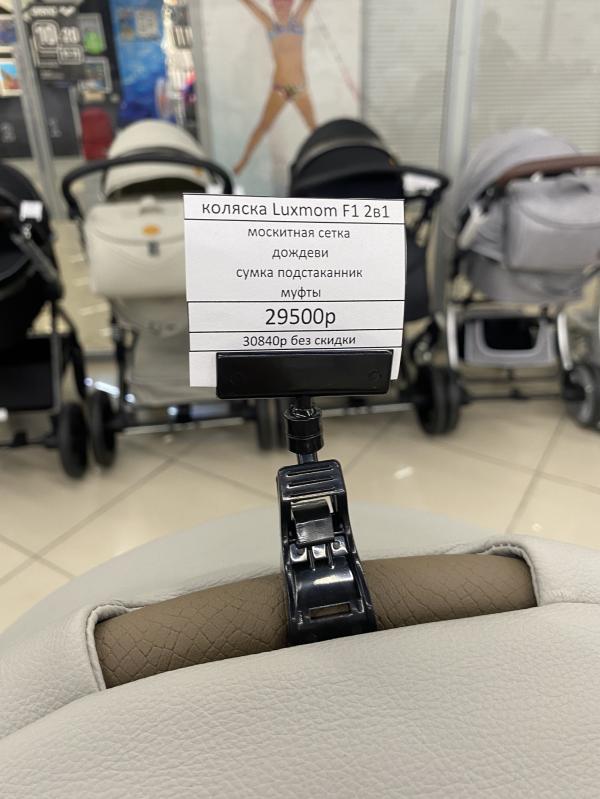 коляска Luxmom F1 2в1
москитная сетка
дождеви
сумка подстаканник
муфты
29500р
30840р без скидки